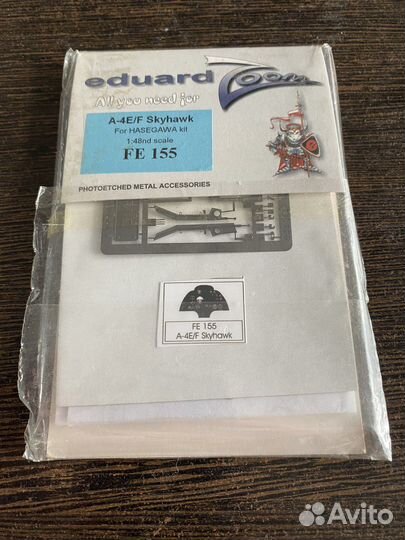 eduard Zoom
All you need for
A-4E/F Skyhawk
For HASEGAWA kit
1:48nd scale
FE 155
PHOTOETCHED METAL ACCESSORIES
FE 155
A-4E/F Skyhawk
Avito